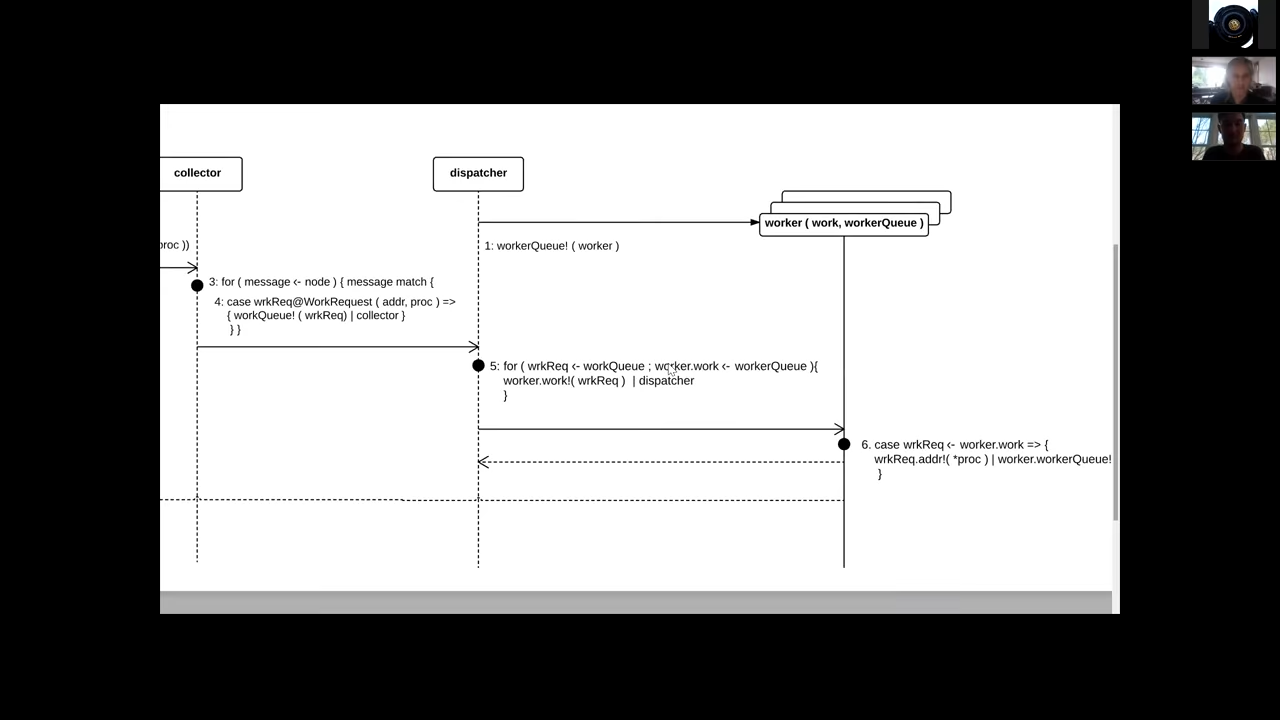 collector
dispatcher
worker ( work, workerQueue )
proc ))
1: workerQueue! ( worker )
3: for ( message <- node ) { message match {
4: case wrkReq@WorkRequest ( addr, proc ) =>
{ workQueue! ( wrkReq) | collector }
} }
5: for ( wrkReq <- workQueue ; worker.work <- workerQueue ){
worker.work!( wrkReq ) | dispatcher
}
6. case wrkReq <- worker.work => {
wrkReq.addr!( *proc ) | worker.workerQueue!
}